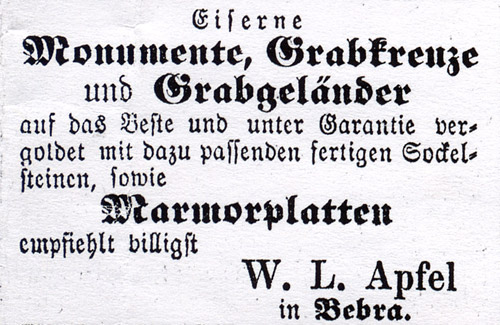 Eiserne
Monumente, Grabkreuze
und Grabgeländer
auf das Beste und unter Garantie ver-
goldet mit dazu passenden fertigen Sockel-
steinen, sowie
Marmorplatten
empfiehlt billigst
W. L. Apfel
in Bebra.